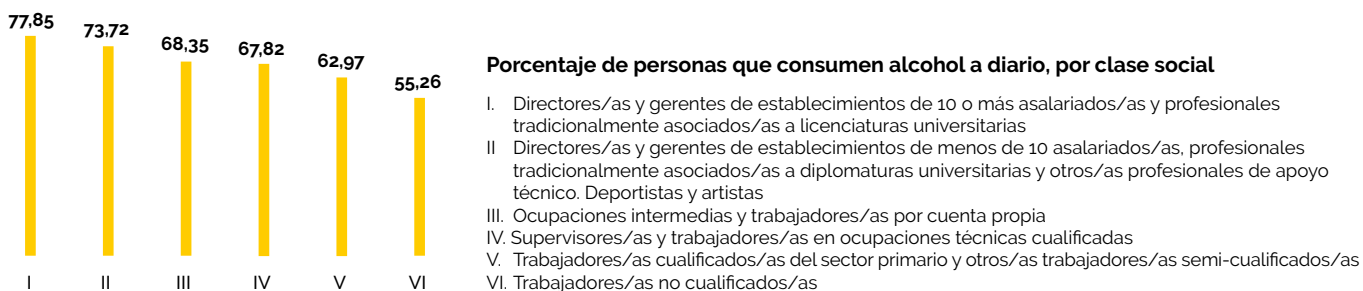 77,85
73,72
68,35
67,82
62,97
55,26
I
II
III
IV
V
VI
Porcentaje de personas que consumen alcohol a diario, por clase social
I. Directores/as y gerentes de establecimientos de 10 o más asalariados/as y profesionales
tradicionalmente asociados/as a licenciaturas universitarias
II Directores/as y gerentes de establecimientos de menos de 10 asalariados/as, profesionales
tradicionalmente asociados/as a diplomaturas universitarias y otros/as profesionales de apoyo
técnico. Deportistas y artistas
III. Ocupaciones intermedias y trabajadores/as por cuenta propia
IV. Supervisores/as y trabajadores/as en ocupaciones técnicas cualificadas
V. Trabajadores/as cualificados/as del sector primario y otros/as trabajadores/as semi-cualificados/as
VI. Trabajadores/as no cualificados/as